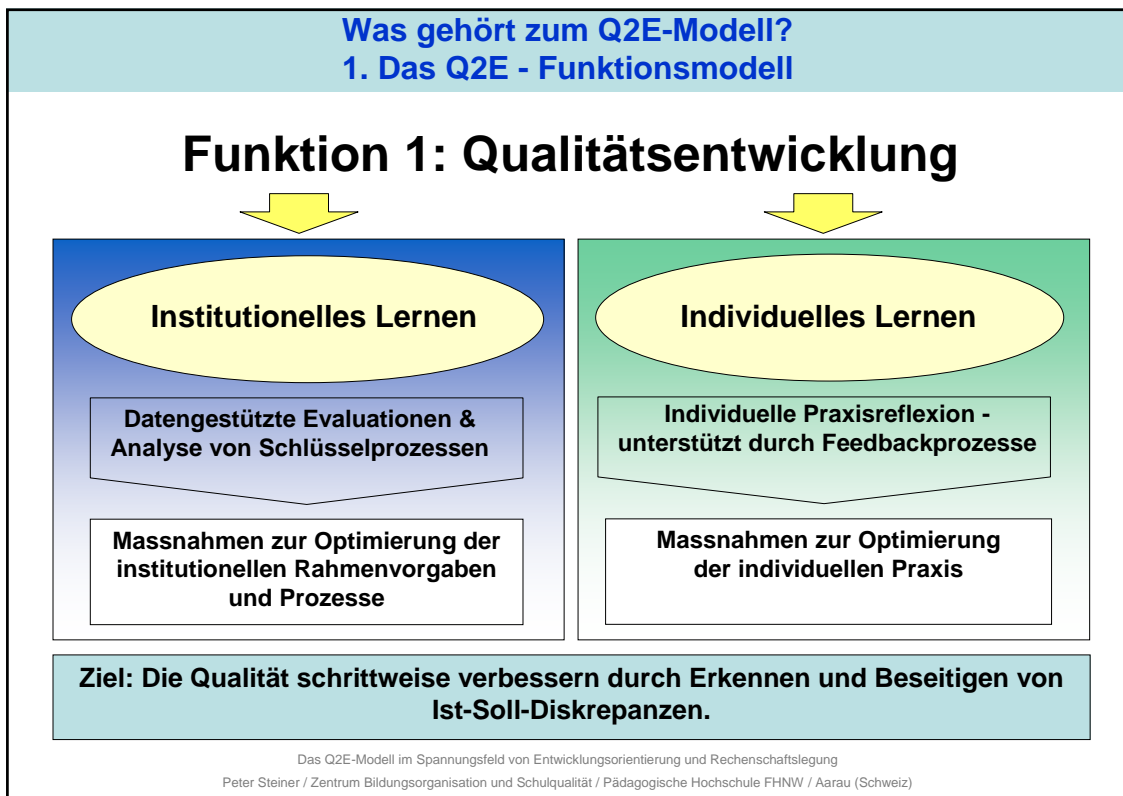 Was gehört zum Q2E-Modell?
1. Das Q2E - Funktionsmodell
Funktion 1: Qualitätsentwicklung
Institutionelles Lernen
Datengestützte Evaluationen &
Analyse von Schlüsselprozessen
Massnahmen zur Optimierung der
institutionellen Rahmenvorgaben
und Prozesse
Individuelles Lernen
Individuelle Praxisreflexion -
unterstützt durch Feedbackprozesse
Massnahmen zur Optimierung
der individuellen Praxis
Ziel: Die Qualität schrittweise verbessern durch Erkennen und Beseitigen von
Ist-Soll-Diskrepanzen.
Das Q2E-Modell im Spannungsfeld von Entwicklungsorientierung und Rechenschaftslegung
Peter Steiner / Zentrum Bildungsorganisation und Schulqualität / Pädagogische Hochschule FHNW / Aarau (Schweiz)